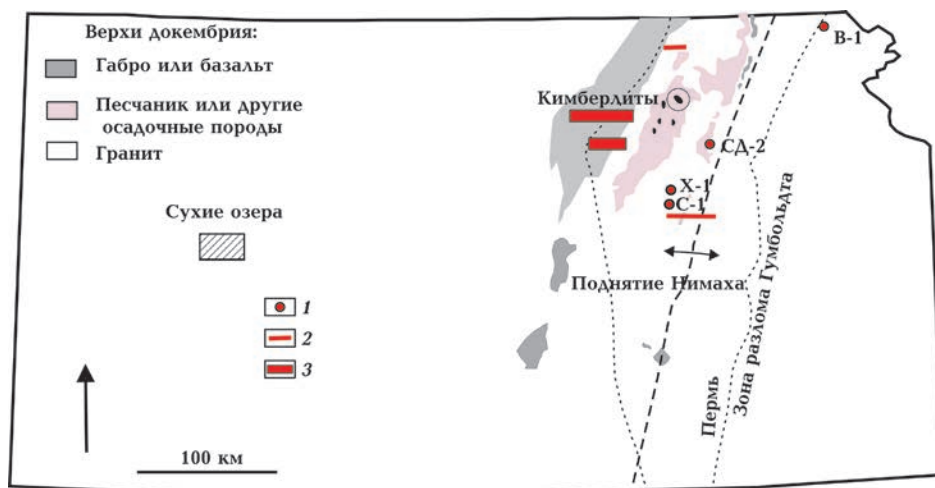 Верхи докембрия:
Габро или базальт
Песчаник или другие
осадочные породы
Гранит
Сухие озера
1
2
3
100 км
В-1
Кимберлиты
СД-2
Х-1
С-1
Поднятие Нимаха
Пермь
Зона разлома Гумбольдта